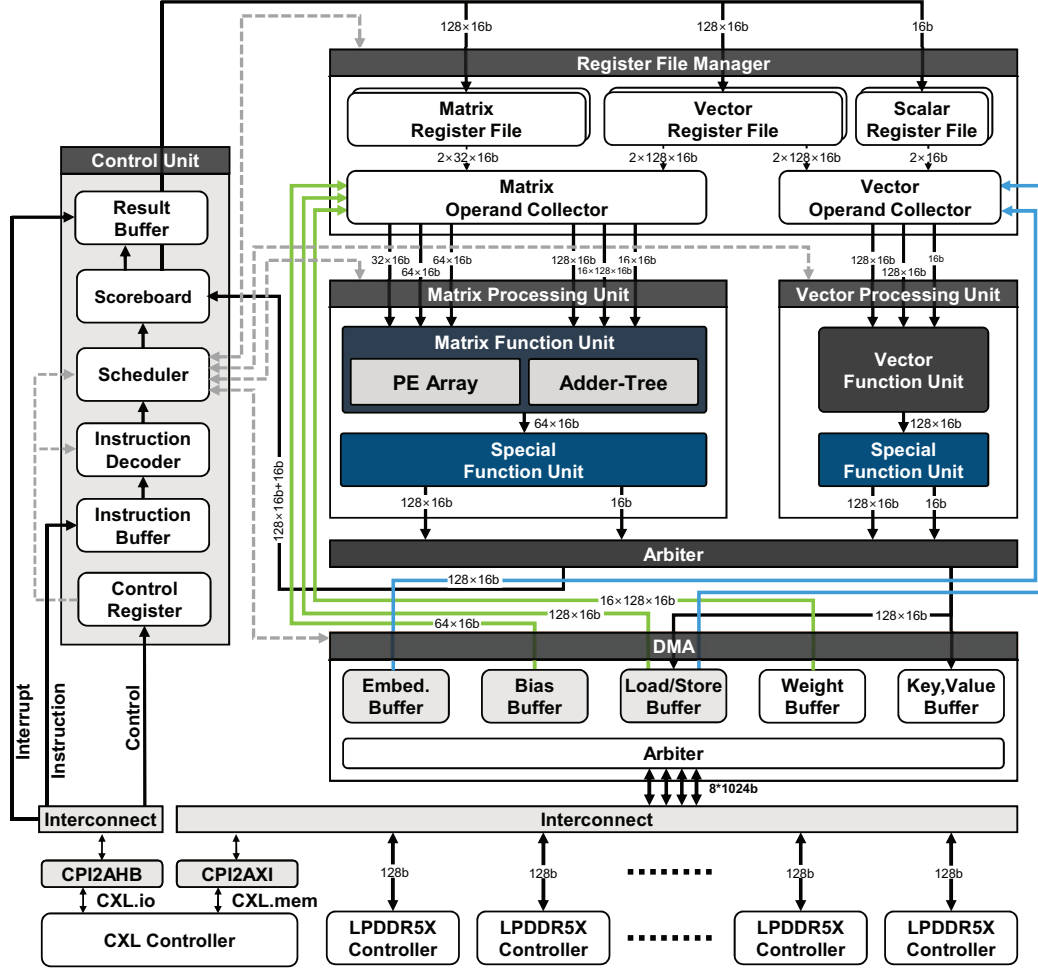 128×16b
128×16b
16b
Register File Manager
Matrix
Register File
Vector
Register File
Scalar
Register File
2×32×16b
2×128×16b
2×128×16b
2×16b
Matrix
Operand Collector
Vector
Operand Collector
Control Unit
Result
Buffer
Scoreboard
Scheduler
Instruction
Decoder
Instruction
Buffer
Control
Register
32×16b
64×16b
64×16b
128×16b
16×128×16b
16×16b
128×16b
128×16b
16b
Matrix Processing Unit
Vector Processing Unit
Matrix Function Unit
PE Array
Adder-Tree
Vector
Function Unit
64×16b
128×16b
Special
Function Unit
Special
Function Unit
128×16b
16b
128×16b
16b
128×16b+16b
Arbiter
128×16b
16×128×16b
128×16b
64×16b
128×16b
DMA
Embed.
Buffer
Bias
Buffer
Load/Store
Buffer
Weight
Buffer
Key,Value
Buffer
Arbiter
8*1024b
Interrupt
Instruction
Control
Interconnect
Interconnect
CPI2AHB
CPI2AXI
CXL.io
CXL.mem
CXL Controller
128b
128b
128b
128b
LPDDR5X
Controller
LPDDR5X
Controller
LPDDR5X
Controller
LPDDR5X
Controller